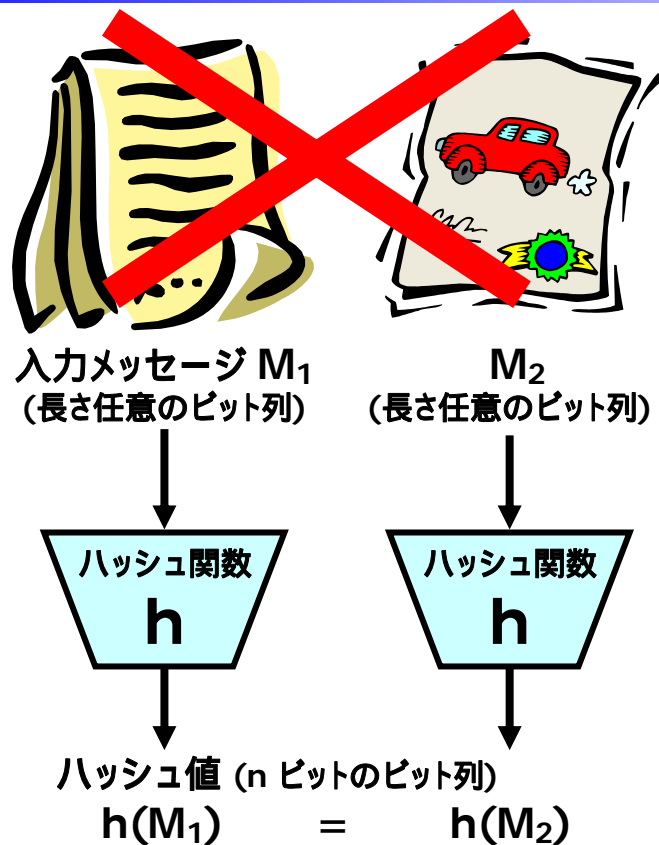 入力メッセージ M₁
(長さ任意のビット列)
M₂
(長さ任意のビット列)
ハッシュ関数
h
ハッシュ関数
h
ハッシュ値 (n ビットのビット列)
h(M₁) = h(M₂)